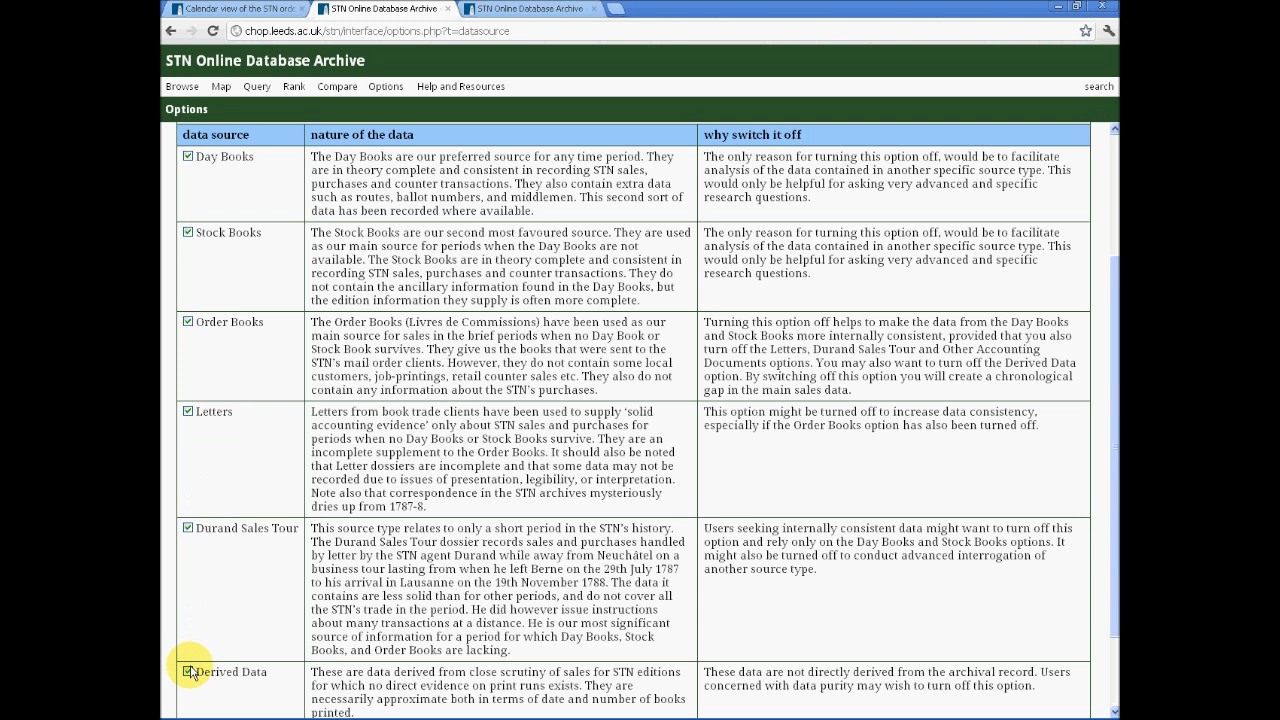 Calendar view of the STN orde
STN Online Database Archive
STN Online Database Archive
chop.leeds.ac.uk/stn/interface/options.php?t=datasource
STN Online Database Archive
Browse Map Query Rank Compare Options Help and Resources search
Options
data source nature of the data why switch it off
Day Books
The Day Books are our preferred source for any time period. They
are in theory complete and consistent in recording STN sales,
purchases and counter transactions. They also contain extra data
such as routes, ballot numbers, and middlemen. This second sort of
data has been recorded where available.
The only reason for turning this option off, would be to facilitate
analysis of the data contained in another specific source type. This
would only be helpful for asking very advanced and specific
research questions.
Stock Books
The Stock Books are our second most favoured source. They are used
as our main source for periods when the Day Books are not
available. The Stock Books are in theory complete and consistent in
recording STN sales, purchases and counter transactions. They do
not contain the ancillary information found in the Day Books, but
the edition information they supply is often more complete.
The only reason for turning this option off, would be to facilitate
analysis of the data contained in another specific source type. This
would only be helpful for asking very advanced and specific
research questions.
Order Books
The Order Books (Livres de Commissions) have been used as our
main source for sales in the brief periods when no Day Book or
Stock Book survives. They give us the books that were sent to the
STN's mail order clients. However, they do not contain some local
customers, job-printings, retail counter sales etc. They also do not
contain any information about the STN's purchases.
Turning this option off helps to make the data from the Day Books
and Stock Books more internally consistent, provided that you also
turn off the Letters, Durand Sales Tour and Other Accounting
Documents options. You may also want to turn off the Derived Data
option. By switching off this option you will create a chronological
gap in the main sales data.
Letters
Letters from book trade clients have been used to supply ‘solid
accounting evidence’ only about STN sales and purchases for
periods when no Day Books or Stock Books survive. They are an
incomplete supplement to the Order Books. It should also be noted
that Letter dossiers are incomplete and that some data may not be
recorded due to issues of presentation, legibility, or interpretation.
Note also that correspondence in the STN archives mysteriously
dries up from 1787-8.
This option might be turned off to increase data consistency,
especially if the Order Books option has also been turned off.
Durand Sales Tour
This source type relates to only a short period in the STN's history.
The Durand Sales Tour dossier records sales and purchases handled
by letter by the STN agent Durand while away from Neuchâtel on a
business tour lasting from when he left Berne on the 29th July 1787
to his arrival in Lausanne on the 19th November 1788. The data it
contains are less solid than for other periods, and do not cover all
the STN's trade in the period. He did however issue instructions
about many transactions at a distance. He is our most significant
source of information for a period for which Day Books, Stock
Books, and Order Books are lacking.
Users seeking internally consistent data might want to turn off this
option and rely only on the Day Books and Stock Books options. It
might also be turned off to conduct advanced interrogation of
another source type.
Derived Data
These are data derived from close scrutiny of sales for STN editions
for which no direct evidence on print runs exists. They are
necessarily approximate both in terms of date and number of books
printed.
These data are not directly derived from the archival record. Users
concerned with data purity may wish to turn off this option.